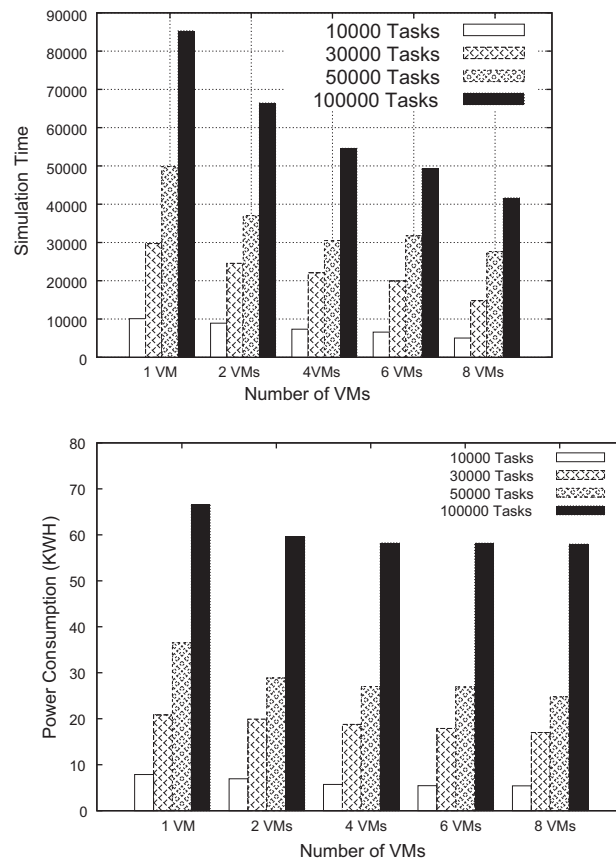 90000
80000
70000
60000
50000
40000
30000
20000
10000
0
Simulation Time
10000 Tasks
30000 Tasks
50000 Tasks
100000 Tasks
1 VM 2 VMs 4VMs 6 VMs 8 VMs
Number of VMs
80
70
60
50
40
30
20
10
0
Power Consumption (KWH)
10000 Tasks
30000 Tasks
50000 Tasks
100000 Tasks
1 VM 2 VMs 4 VMs 6 VMs 8 VMs
Number of VMs